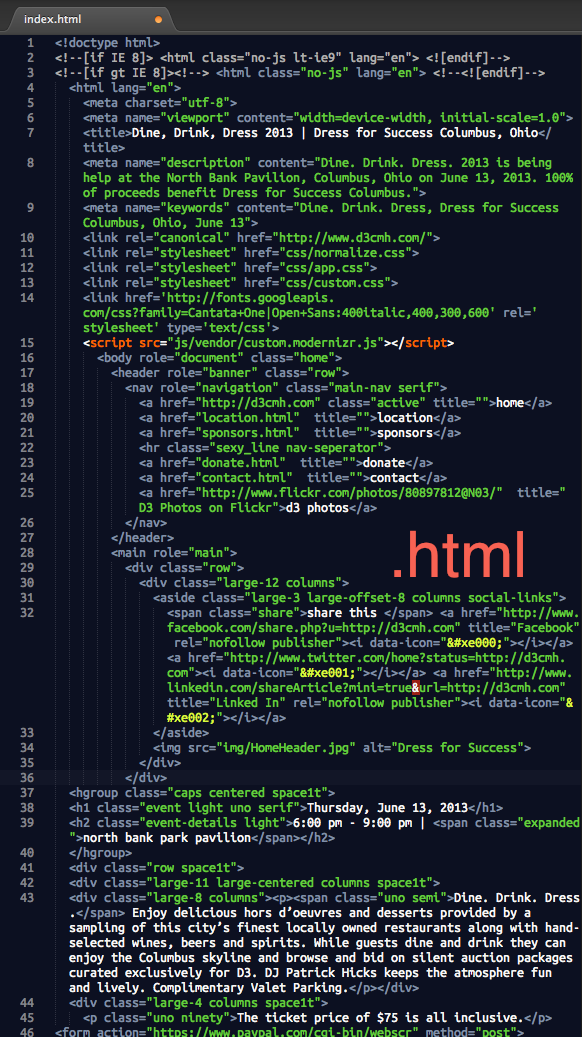 index.html
1 <!doctype html>
2 <!--[if IE 8]> <html class="no-js lt-ie9" lang="en"> <![endif]-->
3 <!--[if gt IE 8]><!--> <html class="no-js" lang="en"> <!--<![endif]-->
4 <html lang="en">
5 <meta charset="utf-8">
6 <meta name="viewport" content="width=device-width, initial-scale=1.0">
7 <title>Dine, Drink, Dress 2013 | Dress for Success Columbus, Ohio</
title>
8 <meta name="description" content="Dine. Drink. Dress. 2013 is being
help at the North Bank Pavilion, Columbus, Ohio on June 13, 2013. 100%
of proceeds benefit Dress for Success Columbus.">
9 <meta name="keywords" content="Dine. Drink. Dress, Dress for Success
Columbus, Ohio, June 13">
10 <link rel="canonical" href="http://www.d3cmh.com/">
11 <link rel="stylesheet" href="css/normalize.css">
12 <link rel="stylesheet" href="css/app.css">
13 <link rel="stylesheet" href="css/custom.css">
14 <link href='http://fonts.googleapis.
com/css?family=Cantata+One|Open+Sans:400italic,400,300,600' rel='
stylesheet' type='text/css'>
15 <script src="js/vendor/custom.modernizr.js"></script>
16 <body role="document" class="home">
17 <header role="banner" class="row">
18 <nav role="navigation" class="main-nav serif">
19 <a href="http://d3cmh.com" class="active" title="">home</a>
20 <a href="location.html"  title="">location</a>
21 <a href="sponsors.html"  title="">sponsors</a>
22 <hr class="sexy_line nav-seperator">
23 <a href="donate.html"  title="">donate</a>
24 <a href="contact.html"  title="">contact</a>
25 <a href="http://www.flickr.com/photos/80897812@N03/"  title="
D3 Photos on Flickr">d3 photos</a>
26 </nav>
27 </header>
.html
28 <main role="main">
29 <div class="row">
30 <div class="large-12 columns">
31 <aside class="large-3 large-offset-8 columns social-links">
32 <span class="share">share this </span> <a href="http://www.
facebook.com/share.php?u=http://d3cmh.com" title="Facebook"
rel="nofollow publisher"><i data-icon="&#xe000;"></i></a>
<a href="http://www.twitter.com/home?status=http://d3cmh.
com"><i data-icon="&#xe001;"></i></a> <a href="http://www.
linkedin.com/shareArticle?mini=true&url=http://d3cmh.com"
title="Linked In" rel="nofollow publisher"><i data-icon="&
#xe002;"></i></a>
33 </aside>
34 <img src="img/HomeHeader.jpg" alt="Dress for Success">
35 </div>
36 </div>
37 <hgroup class="caps centered space1t">
38 <h1 class="event light uno serif">Thursday, June 13, 2013</h1>
39 <h2 class="event-details light">6:00 pm - 9:00 pm | <span class="expanded
">north bank park pavilion</span></h2>
40 </hgroup>
41 <div class="row space1t">
42 <div class="large-11 large-centered columns space1t">
43 <div class="large-8 columns"><p><span class="uno semi">Dine. Drink. Dress
.</span> Enjoy delicious hors d’oeuvres and desserts provided by a
sampling of this city’s finest locally owned restaurants along with hand-
selected wines, beers and spirits. While guests dine and drink they can
enjoy the Columbus skyline and browse and bid on silent auction packages
curated exclusively for D3. DJ Patrick Hicks keeps the atmosphere fun
and lively. Complimentary Valet Parking.</p></div>
44 <div class="large-4 columns space1t">
45 <p class="uno ninety">The ticket price of $75 is all inclusive.</p>
46 <form action="https://www.paypal.com/cgi-bin/webscr" method="post">